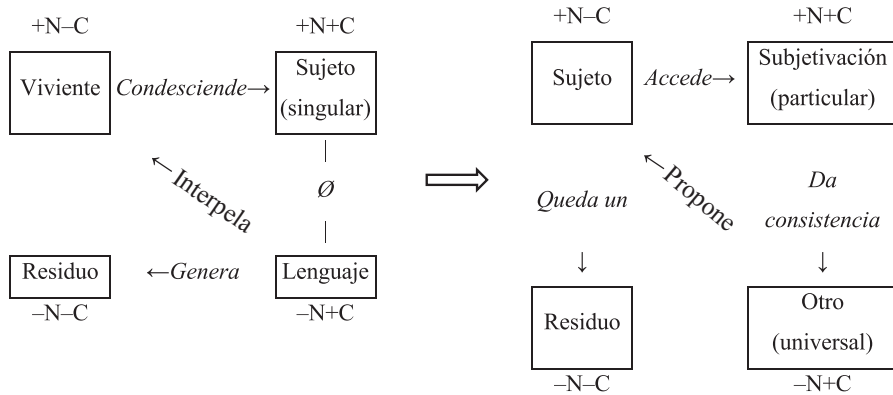 +N–C
+N+C
Viviente
Condesciende→
Sujeto
(singular)
← Interpela
Ø
Residuo
←Genera
Lenguaje
–N–C
–N+C
+N–C
+N+C
Sujeto
Accede→
Subjetivación
(particular)
← Propone
Queda un
↓
Da
consistencia
↓
Residuo
Otro
(universal)
–N–C
–N+C